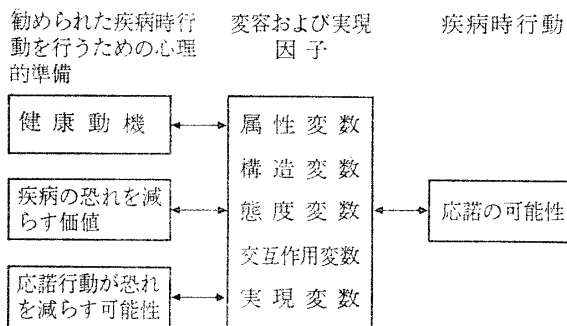 勧められた疾病時行
動を行うための心理
的準備
変容および実現
因子
疾病時行動
健康動機
疾病の恐れを減
らす価値
応諾行動が恐れ
を減らす可能性
属性変数
構造変数
態度変数
交互作用変数
実現変数
応諾の可能性